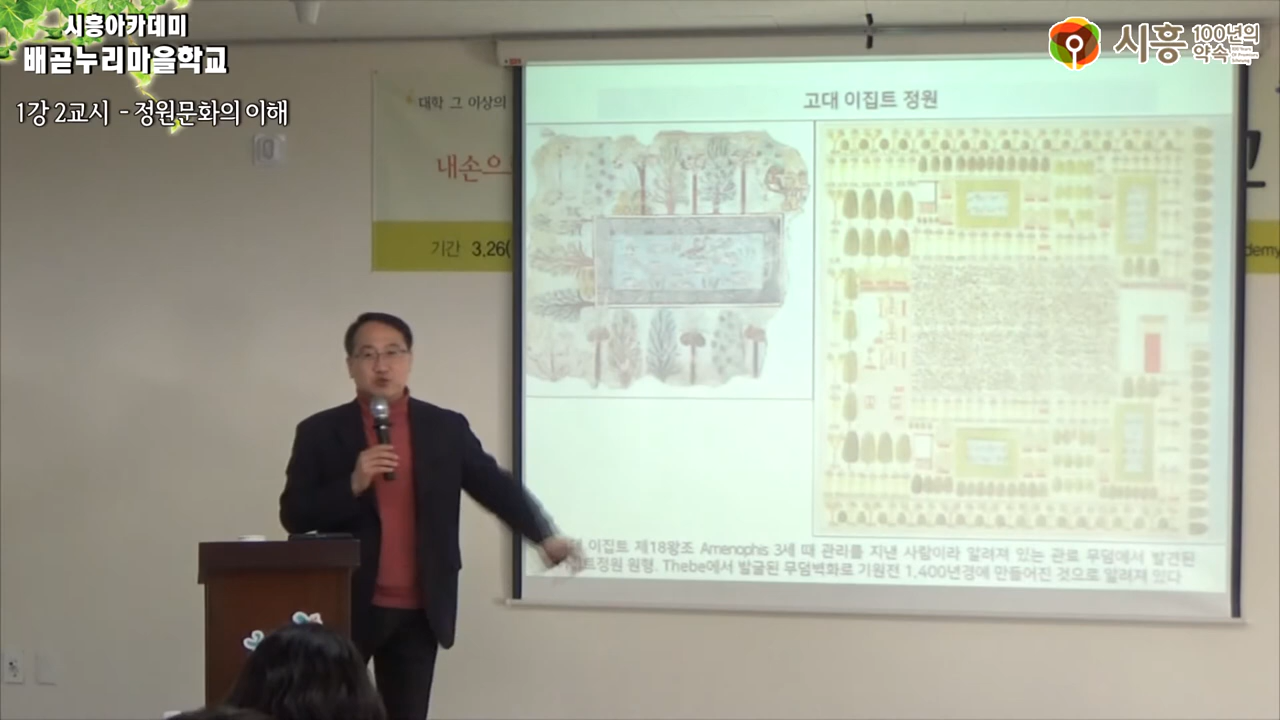 시흥아카데미
배곧누리마을학교
1강 2교시 - 정원문화의 이해
시흥 100년의 약속
대학 그 이상의
내손으
기간 3.26(
demy
고대 이집트 정원
이집트 제18왕조 Amenophis 3세 때 관리를 지낸 사람이라 알려져 있는 관료 무덤에서 발견된
트정원 원형. Thebe에서 발굴된 무덤벽화로 기원전 1,400년경에 만들어진 것으로 알려져 있다